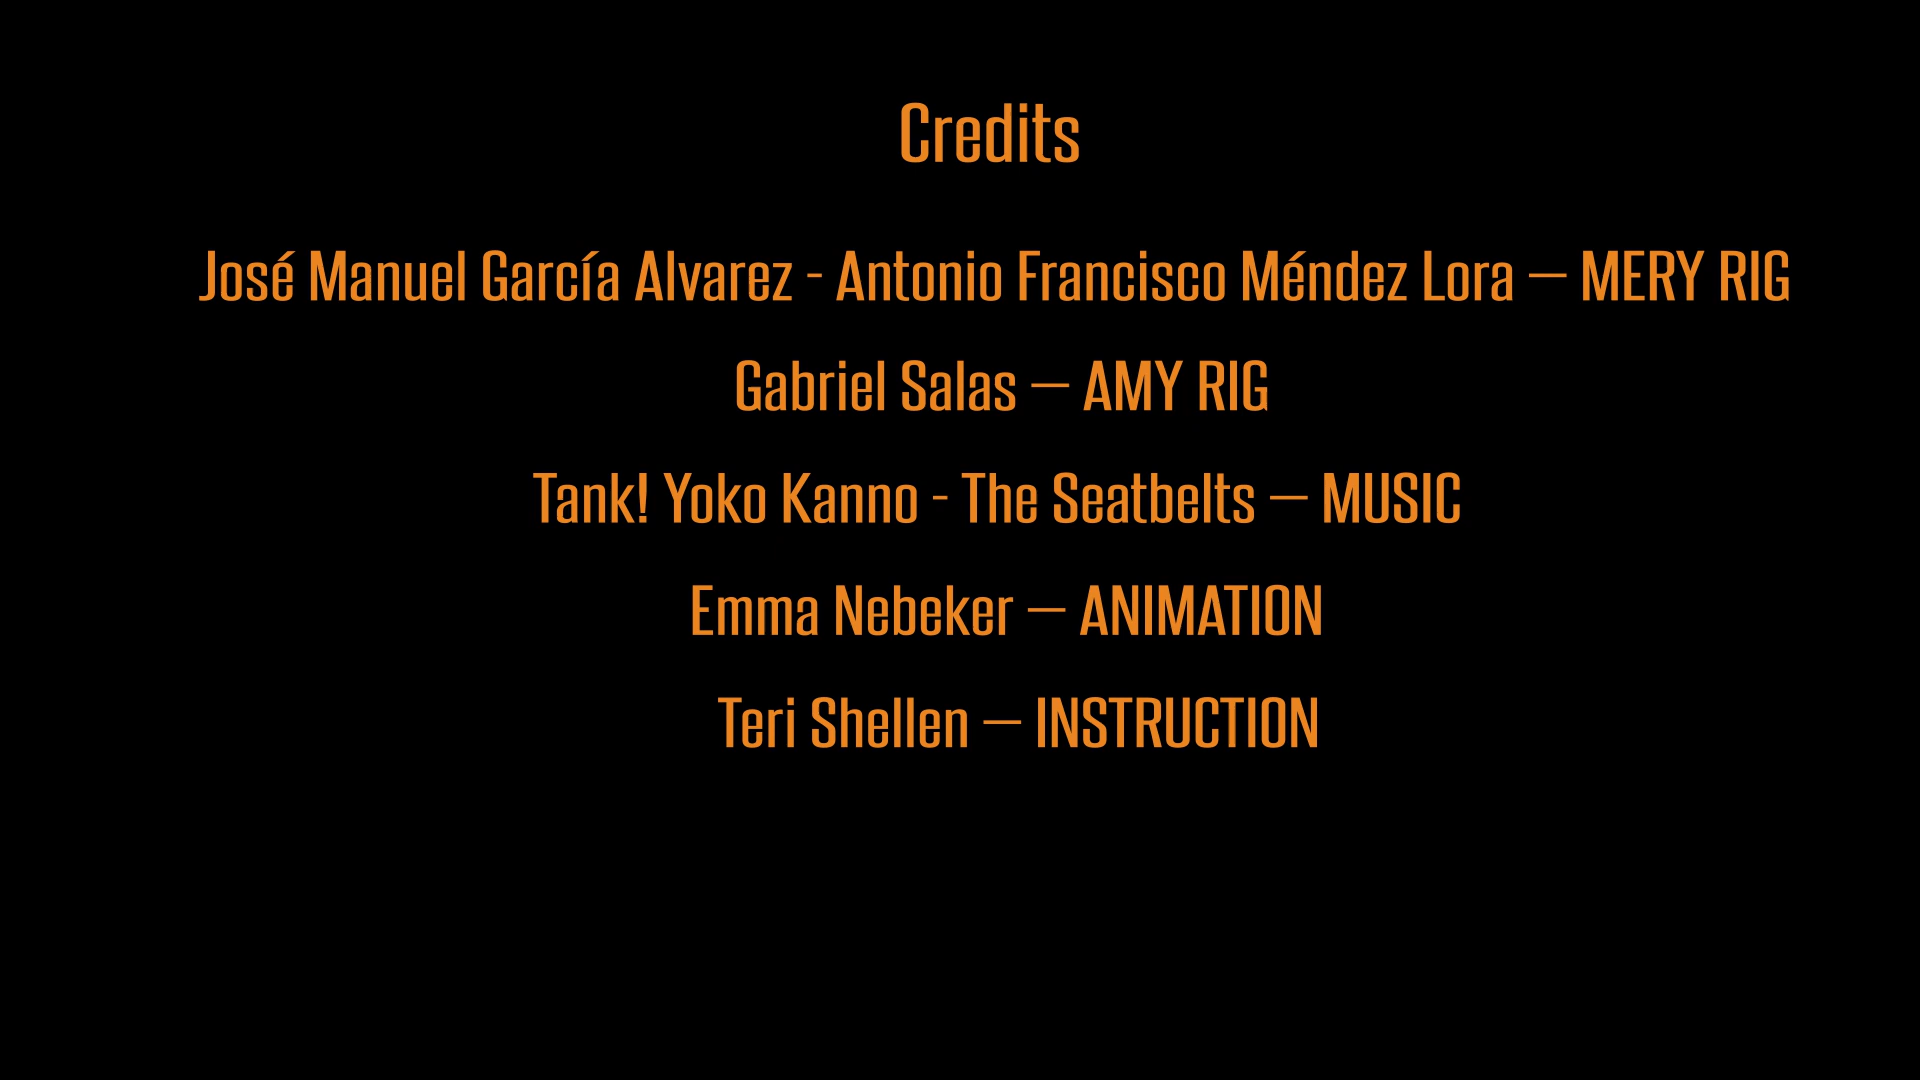 Credits
José Manuel García Alvarez - Antonio Francisco Méndez Lora — MERY RIG
Gabriel Salas — AMY RIG
Tank! Yoko Kanno - The Seatbelts — MUSIC
Emma Nebeker — ANIMATION
Teri Shellen — INSTRUCTION